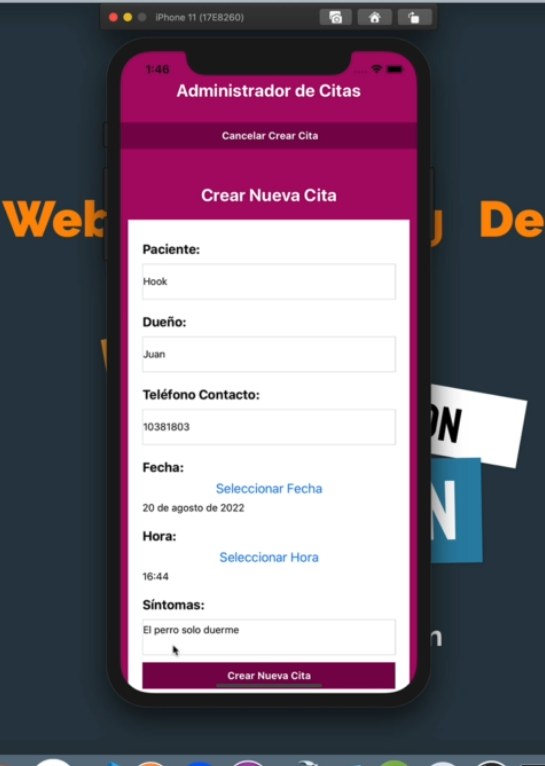 iPhone 11 (17E8260)
1:46
Administrador de Citas
Cancelar Crear Cita
Crear Nueva Cita
Web
De
Paciente:
Hook
Dueño:
Juan
Teléfono Contacto:
10381803
ON
Fecha:
Seleccionar Fecha
20 de agosto de 2022
N
Hora:
Seleccionar Hora
16:44
Síntomas:
El perro solo duerme
Crear Nueva Cita